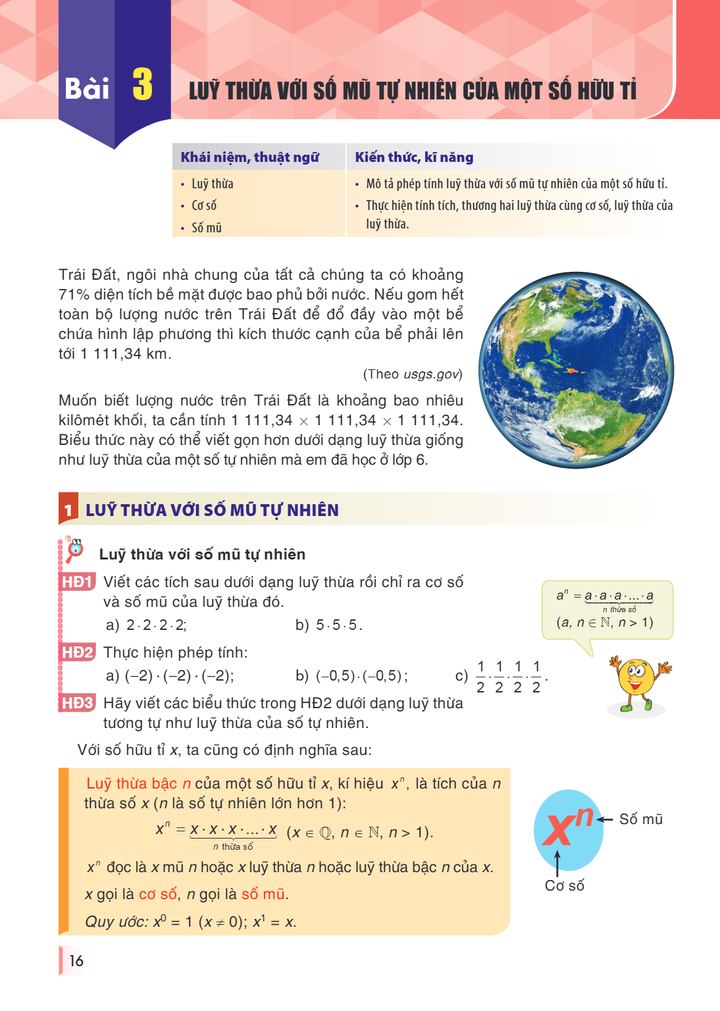 Bài 3
LUỸ THỪA VỚI SỐ MŨ TỰ NHIÊN CỦA MỘT SỐ HỮU TỈ
Khái niệm, thuật ngữ
• Luỹ thừa
• Cơ số
• Số mũ
Kiến thức, kĩ năng
• Mô tả phép tính luỹ thừa với số mũ tự nhiên của một số hữu tỉ.
• Thực hiện tính tích, thương hai luỹ thừa cùng cơ số, luỹ thừa của
luỹ thừa.
Trái Đất, ngôi nhà chung của tất cả chúng ta có khoảng
71% diện tích bề mặt được bao phủ bởi nước. Nếu gom hết
toàn bộ lượng nước trên Trái Đất để đổ đầy vào một bể
chứa hình lập phương thì kích thước cạnh của bể phải lên
tới 1 111,34 km.
(Theo usgs.gov)
Muốn biết lượng nước trên Trái Đất là khoảng bao nhiêu
kilômét khối, ta cần tính 1 111,34 × 1 111,34 × 1 111,34.
Biểu thức này có thể viết gọn hơn dưới dạng luỹ thừa giống
như luỹ thừa của một số tự nhiên mà em đã học ở lớp 6.
1 LUỸ THỪA VỚI SỐ MŨ TỰ NHIÊN
Luỹ thừa với số mũ tự nhiên
HĐ1 Viết các tích sau dưới dạng luỹ thừa rồi chỉ ra cơ số
và số mũ của luỹ thừa đó.
a) 2 · 2 · 2 · 2; b) 5 · 5 · 5.
HĐ2 Thực hiện phép tính:
a) (−2) · (−2) · (−2); b) (−0,5) · (−0,5); c) 1/2 · 1/2 · 1/2 · 1/2.
HĐ3 Hãy viết các biểu thức trong HĐ2 dưới dạng luỹ thừa
tương tự như luỹ thừa của số tự nhiên.
aⁿ = a · a · a · ... · a
n thừa số
(a, n ∈ ℕ, n > 1)
Với số hữu tỉ x, ta cũng có định nghĩa sau:
Luỹ thừa bậc n của một số hữu tỉ x, kí hiệu xⁿ, là tích của n
thừa số x (n là số tự nhiên lớn hơn 1):
xⁿ = x · x · x · ... · x (x ∈ ℚ, n ∈ ℕ, n > 1).
n thừa số
xⁿ đọc là x mũ n hoặc x luỹ thừa n hoặc luỹ thừa bậc n của x.
x gọi là cơ số, n gọi là số mũ.
Quy ước: x⁰ = 1 (x ≠ 0); x¹ = x.
xⁿ
Số mũ
Cơ số
16